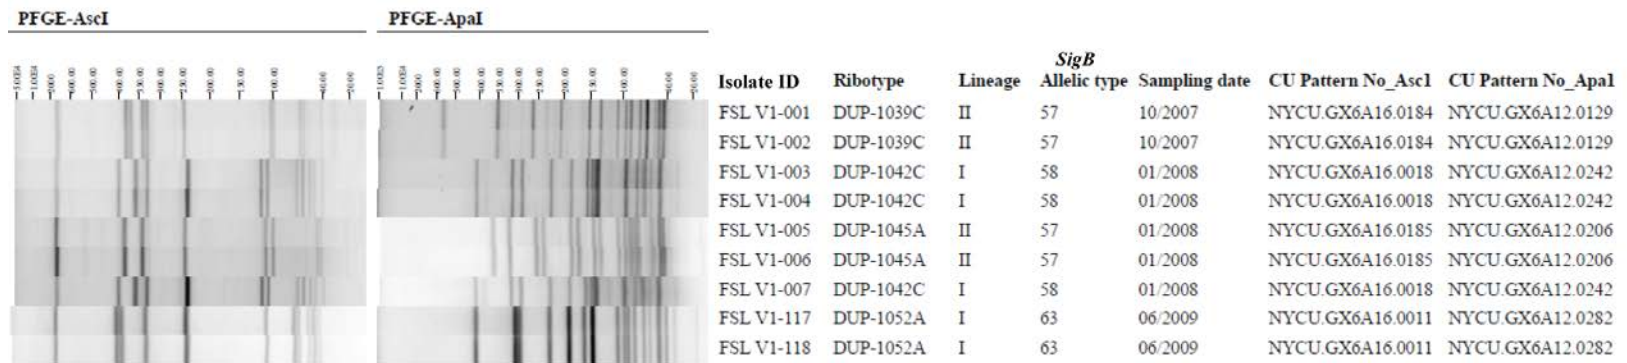 PFGE-AscI PFGE-ApaI
SigB
Isolate ID Ribotype Lineage Allelic type Sampling date CU Pattern No_Asc1 CU Pattern No_Apa1
FSL V1-001 DUP-1039C II 57 10/2007 NYCU.GX6A16.0184 NYCU.GX6A12.0129
FSL V1-002 DUP-1039C II 57 10/2007 NYCU.GX6A16.0184 NYCU.GX6A12.0129
FSL V1-003 DUP-1042C I 58 01/2008 NYCU.GX6A16.0018 NYCU.GX6A12.0242
FSL V1-004 DUP-1042C I 58 01/2008 NYCU.GX6A16.0018 NYCU.GX6A12.0242
FSL V1-005 DUP-1045A II 57 01/2008 NYCU.GX6A16.0185 NYCU.GX6A12.0206
FSL V1-006 DUP-1045A II 57 01/2008 NYCU.GX6A16.0185 NYCU.GX6A12.0206
FSL V1-007 DUP-1042C I 58 01/2008 NYCU.GX6A16.0018 NYCU.GX6A12.0242
FSL V1-117 DUP-1052A I 63 06/2009 NYCU.GX6A16.0011 NYCU.GX6A12.0282
FSL V1-118 DUP-1052A I 63 06/2009 NYCU.GX6A16.0011 NYCU.GX6A12.0282